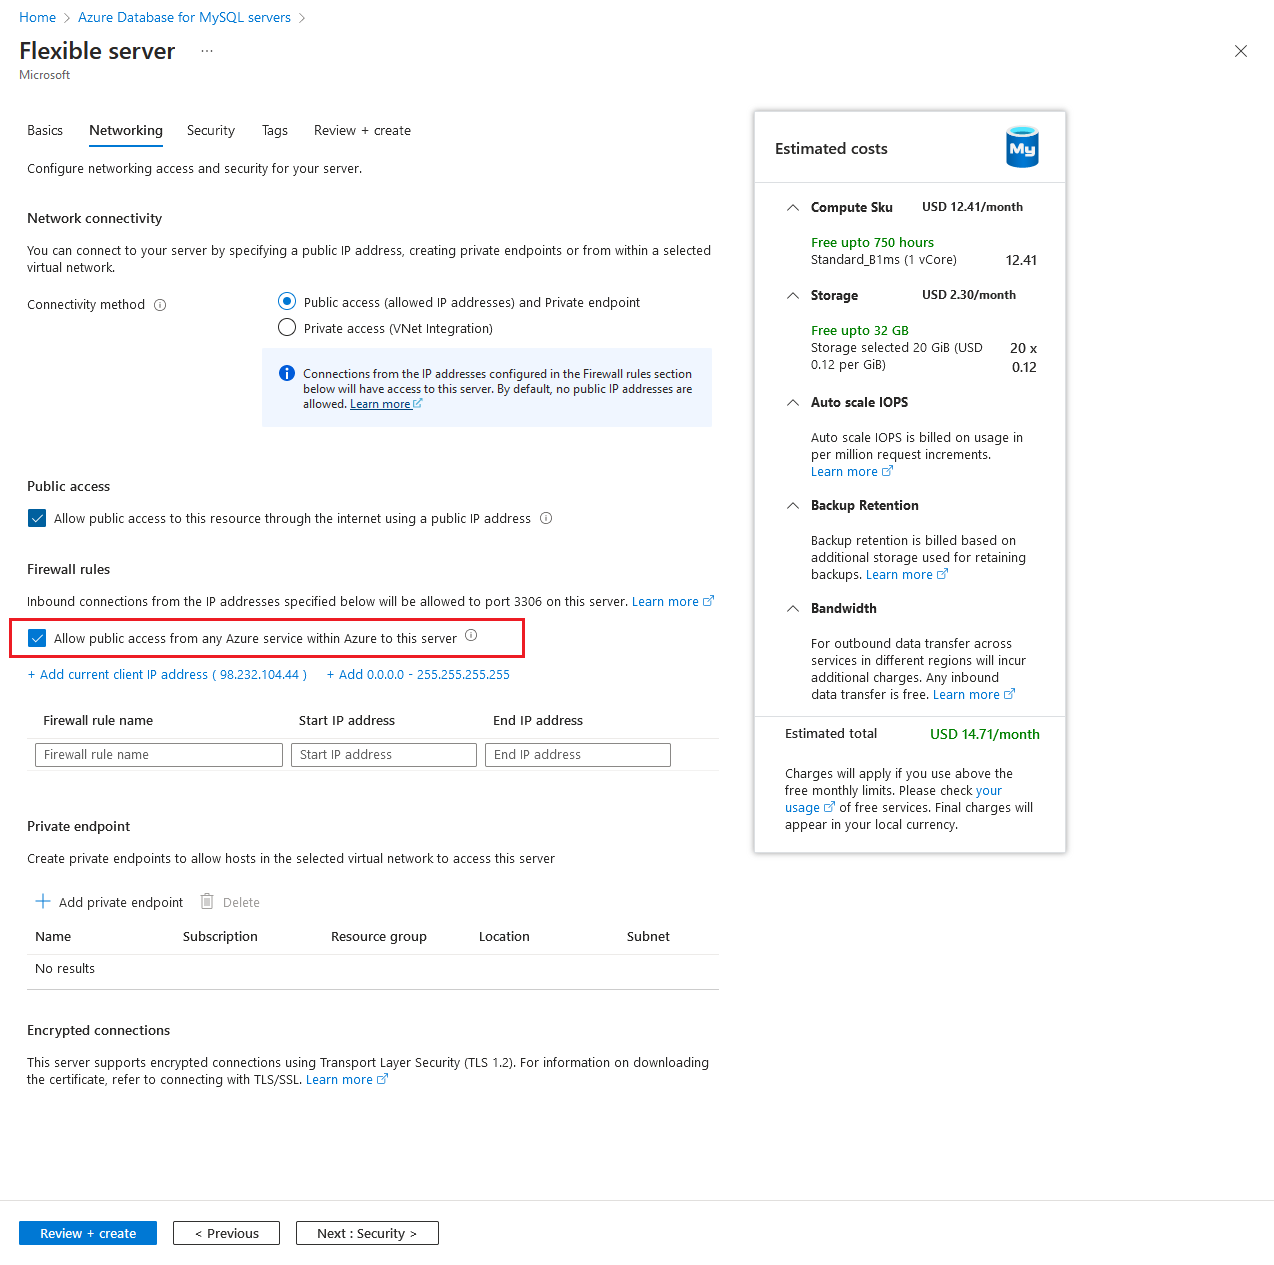 Home > Azure Database for MySQL servers >
Flexible server ...
Microsoft
Basics Networking Security Tags Review + create
Configure networking access and security for your server.
Network connectivity
You can connect to your server by specifying a public IP address, creating private endpoints or from within a selected
virtual network.
Connectivity method
Public access (allowed IP addresses) and Private endpoint
Private access (VNet Integration)
Connections from the IP addresses configured in the Firewall rules section
below will have access to this server. By default, no public IP addresses are
allowed. Learn more
Public access
Allow public access to this resource through the internet using a public IP address
Firewall rules
Inbound connections from the IP addresses specified below will be allowed to port 3306 on this server. Learn more
Allow public access from any Azure service within Azure to this server
+ Add current client IP address ( 98.232.104.44 ) + Add 0.0.0.0 - 255.255.255.255
Firewall rule name Start IP address End IP address
Firewall rule name Start IP address End IP address
Private endpoint
Create private endpoints to allow hosts in the selected virtual network to access this server
Add private endpoint Delete
Name Subscription Resource group Location Subnet
No results
Encrypted connections
This server supports encrypted connections using Transport Layer Security (TLS 1.2). For information on downloading
the certificate, refer to connecting with TLS/SSL. Learn more
Estimated costs
My
Compute Sku USD 12.41/month
Free upto 750 hours
Standard_B1ms (1 vCore) 12.41
Storage USD 2.30/month
Free upto 32 GB
Storage selected 20 GiB (USD 20 x
0.12 per GiB) 0.12
Auto scale IOPS
Auto scale IOPS is billed on usage in
per million request increments.
Learn more
Backup Retention
Backup retention is billed based on
additional storage used for retaining
backups. Learn more
Bandwidth
For outbound data transfer across
services in different regions will incur
additional charges. Any inbound
data transfer is free. Learn more
Estimated total USD 14.71/month
Charges will apply if you use above the
free monthly limits. Please check your
usage of free services. Final charges will
appear in your local currency.
Review + create < Previous Next : Security >